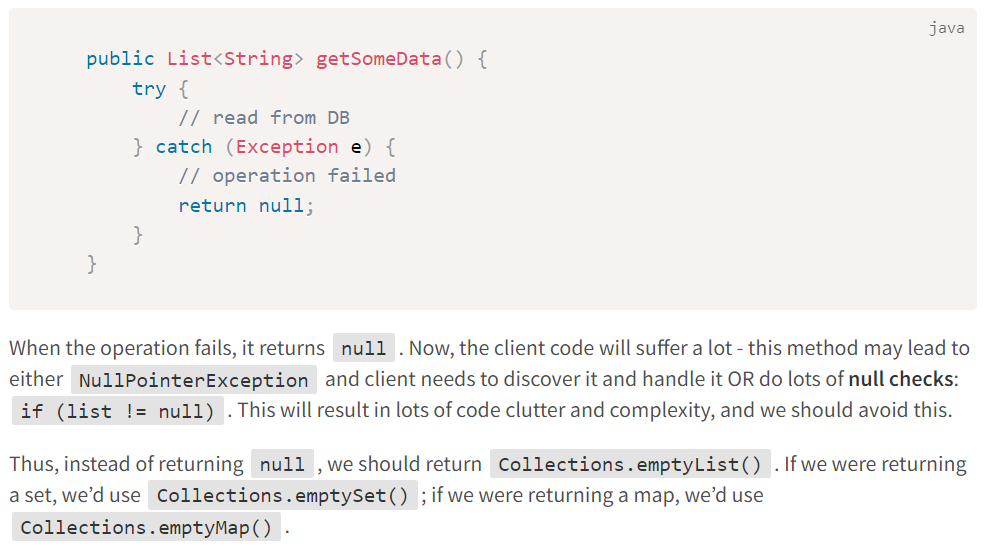 java
public List<String> getSomeData() {
try {
// read from DB
} catch (Exception e) {
// operation failed
return null;
}
}
When the operation fails, it returns null . Now, the client code will suffer a lot - this method may lead to
either NullPointerException and client needs to discover it and handle it OR do lots of null checks:
if (list != null) . This will result in lots of code clutter and complexity, and we should avoid this.
Thus, instead of returning null , we should return Collections.emptyList() . If we were returning
a set, we’d use Collections.emptySet() ; if we were returning a map, we’d use
Collections.emptyMap() .